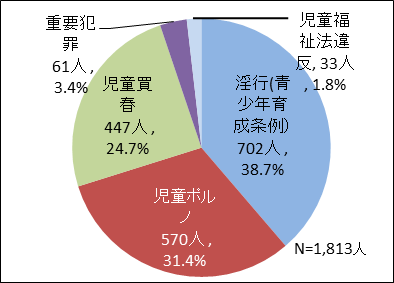 重要犯
罪
61人 ,
3.4%
児童福
祉法違
反, 33人
, 1.8%
児童買
春
447人 ,
24.7%
淫行(青
少年育
成条例)
702人 ,
38.7%
児童ポル
ノ
570人 ,
31.4%
N=1,813人